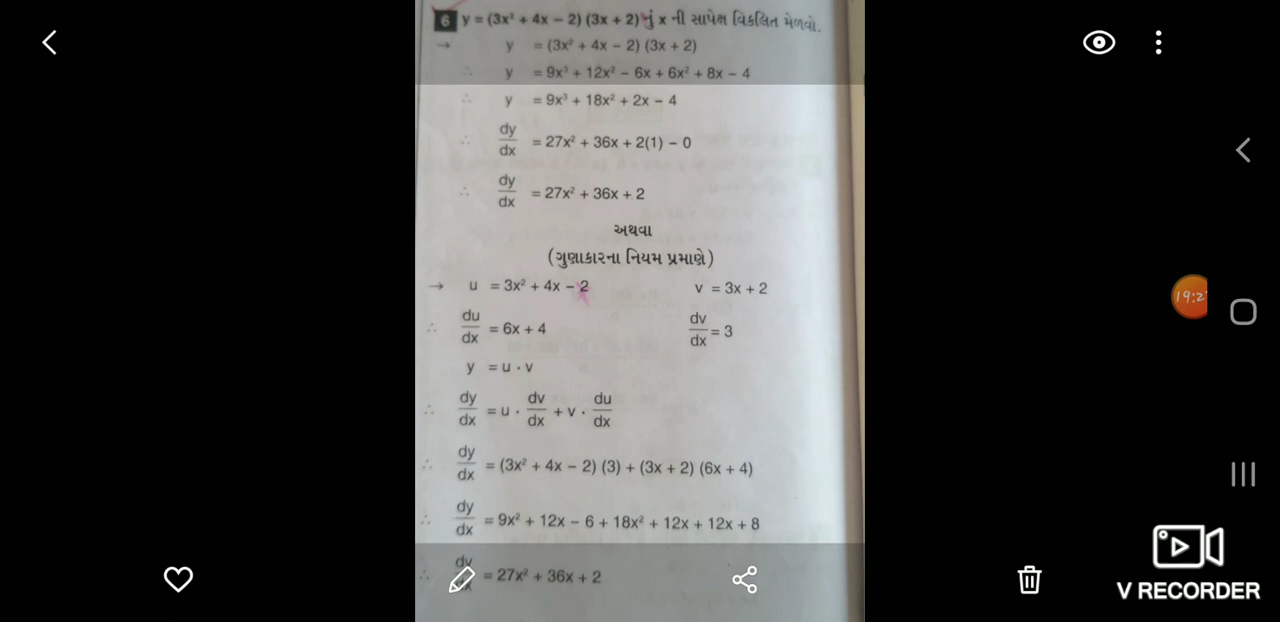 6 y = (3x² + 4x – 2) (3x + 2) નું x ની સાપેક્ષ વિકલિત મેળવો.
→ y = (3x² + 4x – 2) (3x + 2)
∴ y = 9x³ + 12x² – 6x + 6x² + 8x – 4
∴ y = 9x³ + 18x² + 2x – 4
∴ dy/dx = 27x² + 36x + 2(1) – 0
∴ dy/dx = 27x² + 36x + 2
અથવા
(ગુણાકારના નિયમ પ્રમાણે)
→ u = 3x² + 4x – 2 v = 3x + 2
∴ du/dx = 6x + 4 dv/dx = 3
y = u · v
∴ dy/dx = u · dv/dx + v · du/dx
∴ dy/dx = (3x² + 4x – 2) (3) + (3x + 2) (6x + 4)
∴ dy/dx = 9x² + 12x – 6 + 18x² + 12x + 12x + 8
∴ dy/dx = 27x² + 36x + 2
19:2
V RECORDER